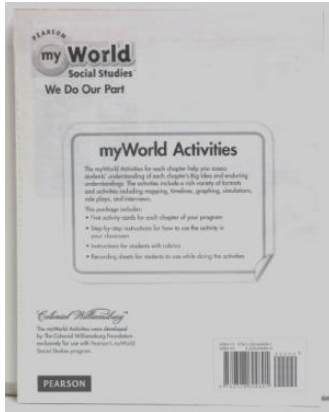 PEARSON
my World
Social Studies™
We Do Our Part
myWorld Activities
The myWorld Activities for each chapter help you assess
students' understanding of each chapter's Big Idea and enduring
understandings. The activities include a rich variety of formats
and activities including mapping, timeline, graphing, simulations,
role plays, and interviews.
This package includes:
• Five activity cards for each chapter of your program
• Step-by-step instructions for how to use the activity in
your classroom
• Instructions for students with rubrics
• Recording sheets for students to use while doing the activities
Colonial Williamsburg
The myWorld Activities were developed
by The Colonial Williamsburg Foundation
exclusively for use with Pearson's myWorld
Social Studies program.
PEARSON